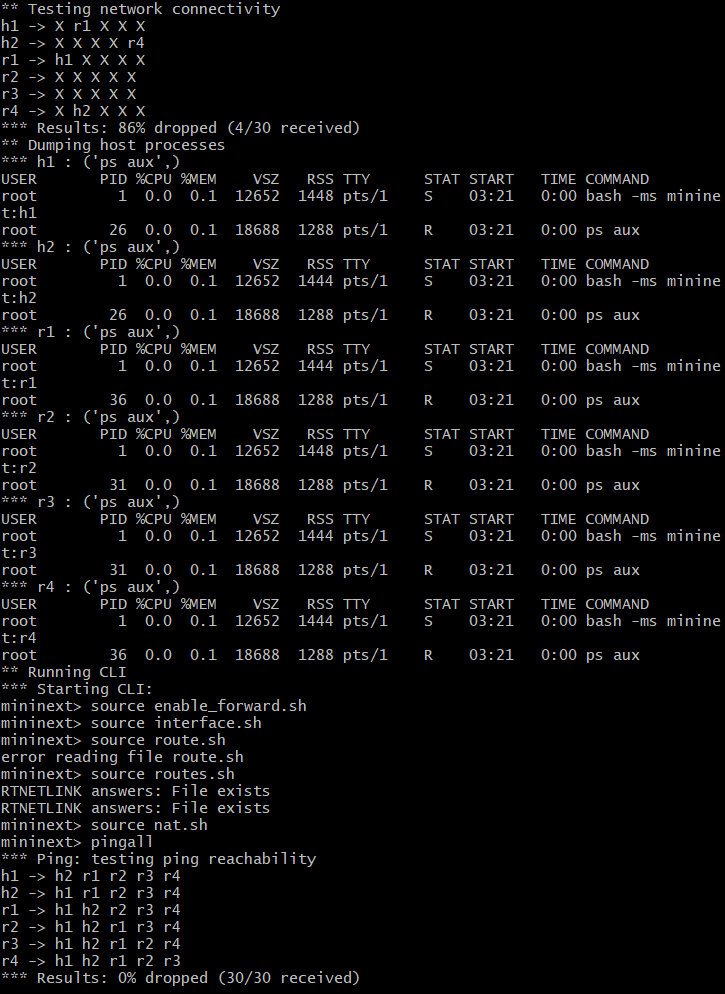 ** Testing network connectivity
h1 -> X r1 X X X
h2 -> X X X X r4
r1 -> h1 X X X X
r2 -> X X X X X
r3 -> X X X X X
r4 -> X h2 X X X
*** Results: 86% dropped (4/30 received)
** Dumping host processes
*** h1 : ('ps aux',)
USER       PID %CPU %MEM    VSZ   RSS TTY      STAT START   TIME COMMAND
root         1  0.0  0.1  12652  1448 pts/1    S    03:21   0:00 bash -ms minine
t:h1
root        26  0.0  0.1  18688  1288 pts/1    R    03:21   0:00 ps aux
*** h2 : ('ps aux',)
USER       PID %CPU %MEM    VSZ   RSS TTY      STAT START   TIME COMMAND
root         1  0.0  0.1  12652  1444 pts/1    S    03:21   0:00 bash -ms minine
t:h2
root        26  0.0  0.1  18688  1288 pts/1    R    03:21   0:00 ps aux
*** r1 : ('ps aux',)
USER       PID %CPU %MEM    VSZ   RSS TTY      STAT START   TIME COMMAND
root         1  0.0  0.1  12652  1444 pts/1    S    03:21   0:00 bash -ms minine
t:r1
root        36  0.0  0.1  18688  1288 pts/1    R    03:21   0:00 ps aux
*** r2 : ('ps aux',)
USER       PID %CPU %MEM    VSZ   RSS TTY      STAT START   TIME COMMAND
root         1  0.0  0.1  12652  1448 pts/1    S    03:21   0:00 bash -ms minine
t:r2
root        31  0.0  0.1  18688  1288 pts/1    R    03:21   0:00 ps aux
*** r3 : ('ps aux',)
USER       PID %CPU %MEM    VSZ   RSS TTY      STAT START   TIME COMMAND
root         1  0.0  0.1  12652  1444 pts/1    S    03:21   0:00 bash -ms minine
t:r3
root        31  0.0  0.1  18688  1288 pts/1    R    03:21   0:00 ps aux
*** r4 : ('ps aux',)
USER       PID %CPU %MEM    VSZ   RSS TTY      STAT START   TIME COMMAND
root         1  0.0  0.1  12652  1444 pts/1    S    03:21   0:00 bash -ms minine
t:r4
root        36  0.0  0.1  18688  1288 pts/1    R    03:21   0:00 ps aux
** Running CLI
*** Starting CLI:
mininext> source enable_forward.sh
mininext> source interface.sh
mininext> source route.sh
error reading file route.sh
mininext> source routes.sh
RTNETLINK answers: File exists
RTNETLINK answers: File exists
mininext> source nat.sh
mininext> pingall
*** Ping: testing ping reachability
h1 -> h2 r1 r2 r3 r4
h2 -> h1 r1 r2 r3 r4
r1 -> h1 h2 r2 r3 r4
r2 -> h1 h2 r1 r3 r4
r3 -> h1 h2 r1 r2 r4
r4 -> h1 h2 r1 r2 r3
*** Results: 0% dropped (30/30 received)